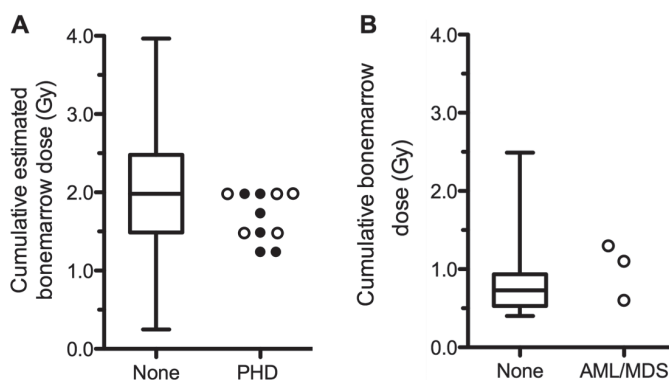 A
Cumulative estimated
bonemarrow dose (Gy)
4.0
3.0
2.0
1.0
0.0
None
PHD
B
Cumulative bonemarrow
dose (Gy)
4.0
3.0
2.0
1.0
0.0
None
AML/MDS